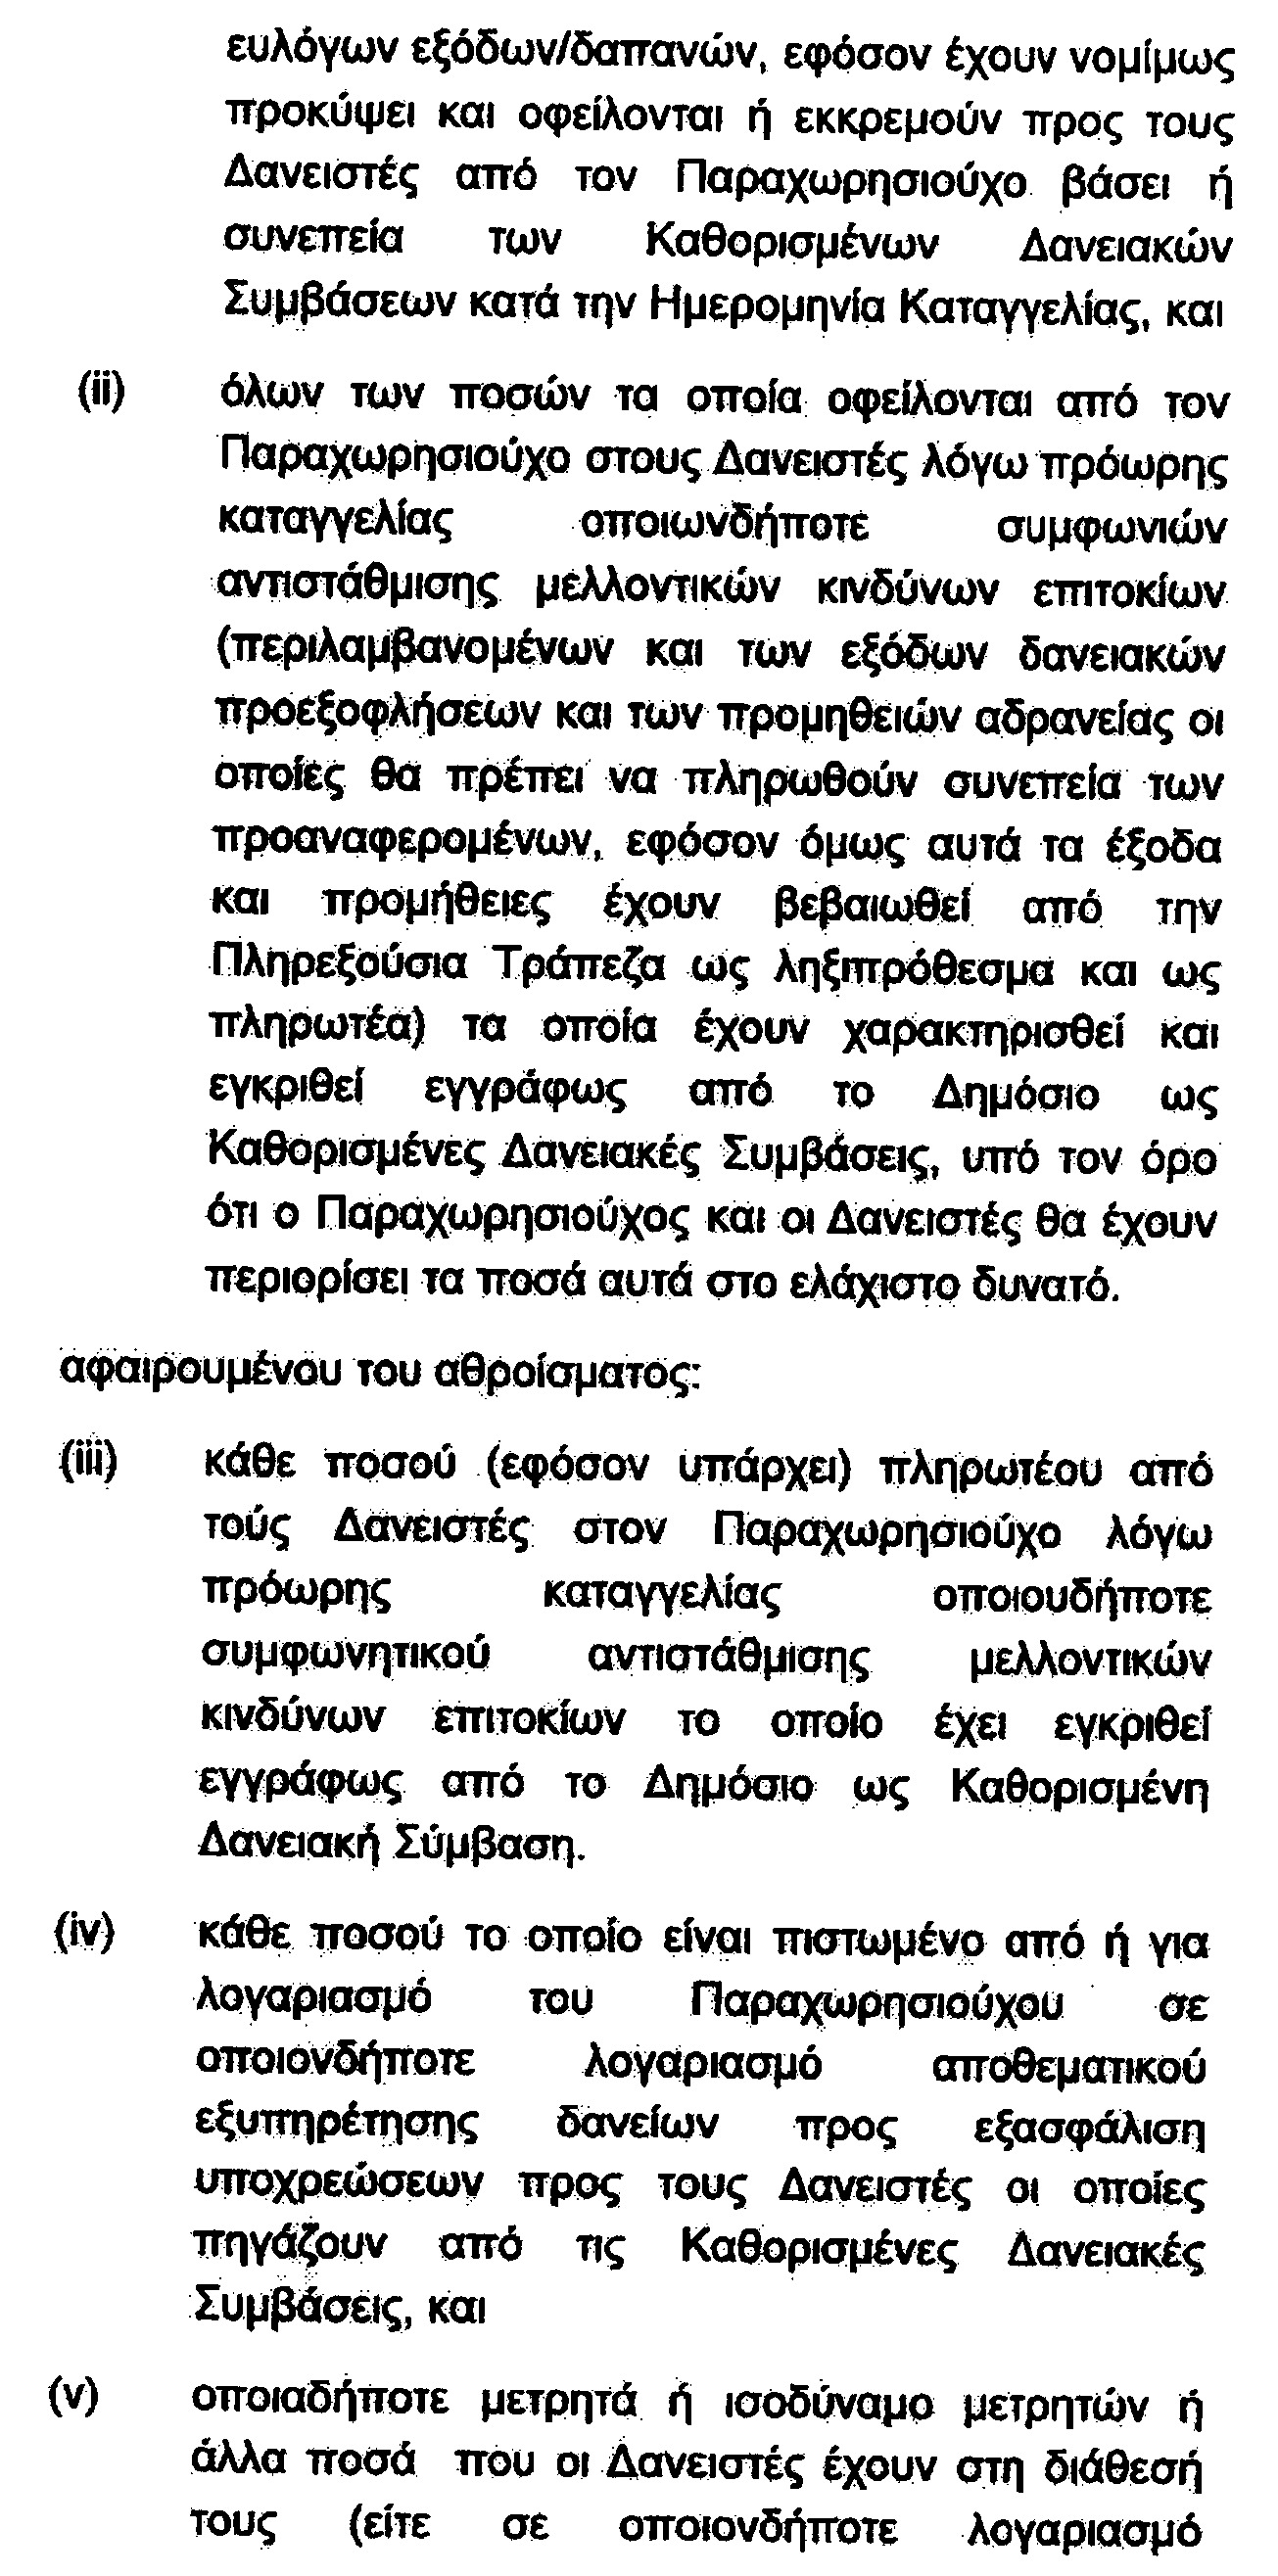 ευλόγων εξόδων/δαπανών, εφόσον έχουν νομίμως
προκύψει και οφείλονται ή εκκρεμούν προς τους
Δανειστές από τον Παραχωρησιούχο βάσει ή
συνεπεία των Καθορισμένων Δανειακών
Συμβάσεων κατά την Ημερομηνία Καταγγελίας, και
(ii) όλων των ποσών τα οποία οφείλονται από τον
Παραχωρησιούχο στους Δανειστές λόγω πρόωρης
καταγγελίας οποιωνδήποτε συμφωνιών
αντιστάθμισης μελλοντικών κινδύνων επιτοκίων
(περιλαμβανομένων και των εξόδων δανειακών
προεξοφλήσεων και των προμηθειών αδρανείας οι
οποίες θα πρέπει να πληρωθούν συνεπεία των
προαναφερομένων, εφόσον όμως αυτά τα έξοδα
και προμήθειες έχουν βεβαιωθεί από την
Πληρεξούσια Τράπεζα ως ληξιπρόθεσμα και ως
πληρωτέα) τα οποία έχουν χαρακτηρισθεί και
εγκριθεί εγγράφως από το Δημόσιο ως
Καθορισμένες Δανειακές Συμβάσεις, υπό τον όρο
ότι ο Παραχωρησιούχος και οι Δανειστές θα έχουν
περιορίσει τα ποσά αυτά στο ελάχιστο δυνατό.
αφαιρουμένου του αθροίσματος:
(iii) κάθε ποσού (εφόσον υπάρχει) πληρωτέου από
τούς Δανειστές στον Παραχωρησιούχο λόγω
πρόωρης καταγγελίας οποιουδήποτε
συμφωνητικού αντιστάθμισης μελλοντικών
κινδύνων επιτοκίων το οποίο έχει εγκριθεί
εγγράφως από το Δημόσιο ως Καθορισμένη
Δανειακή Σύμβαση.
(iv) κάθε ποσού το οποίο είναι πιστωμένο από ή για
λογαριασμό του Παραχωρησιούχου σε
οποιονδήποτε λογαριασμό αποθεματικού
εξυπηρέτησης δανείων προς εξασφάλιση
υποχρεώσεων προς τους Δανειστές οι οποίες
πηγάζουν από τις Καθορισμένες Δανειακές
Συμβάσεις, και
(v) οποιαδήποτε μετρητά ή ισοδύναμο μετρητών ή
άλλα ποσά που οι Δανειστές έχουν στη διάθεσή
τους (είτε σε οποιονδήποτε λογαριασμό